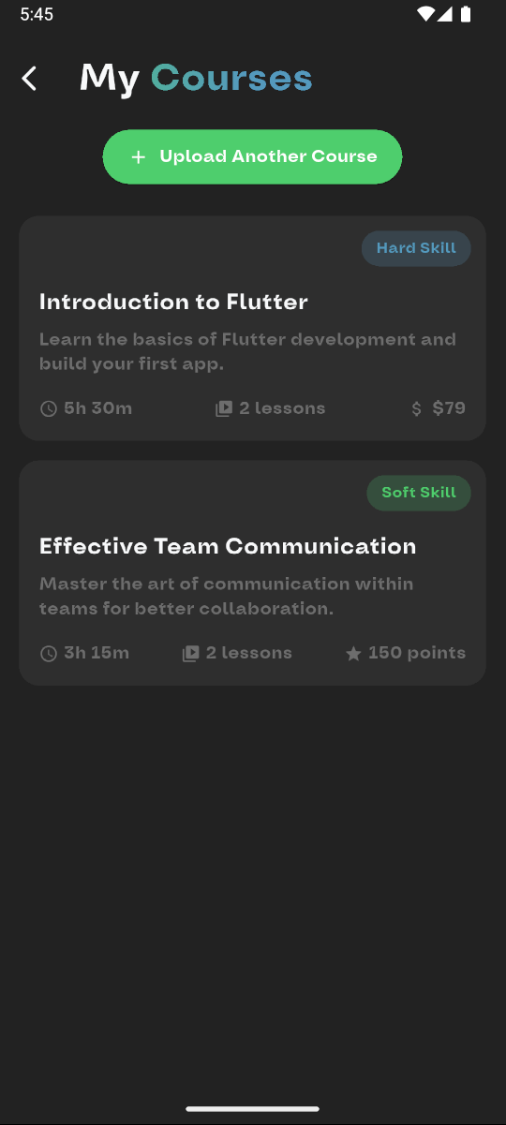 5:45
My Courses
+ Upload Another Course
Hard Skill
Introduction to Flutter
Learn the basics of Flutter development and
build your first app.
5h 30m 2 lessons $ $79
Soft Skill
Effective Team Communication
Master the art of communication within
teams for better collaboration.
3h 15m 2 lessons 150 points